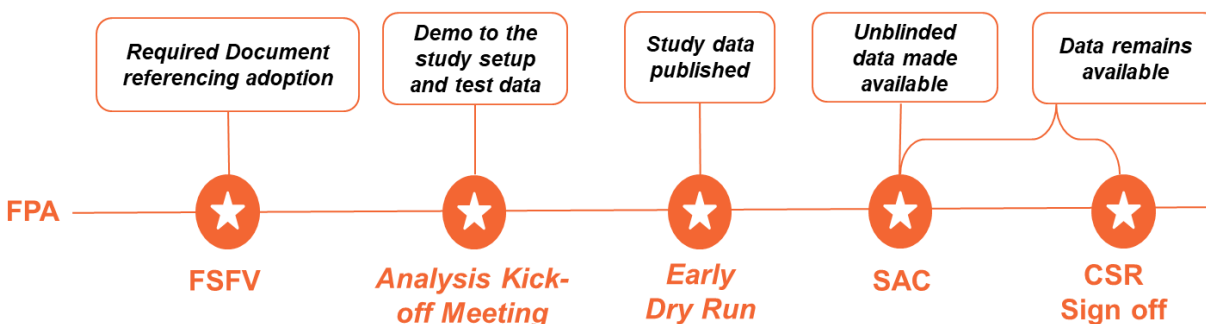 Required Document
referencing adoption
Demo to the
study setup
and test data
Study data
published
Unblinded
data made
available
Data remains
available
FPA
FSFV
Analysis Kick-
off Meeting
Early
Dry Run
SAC
CSR
Sign off